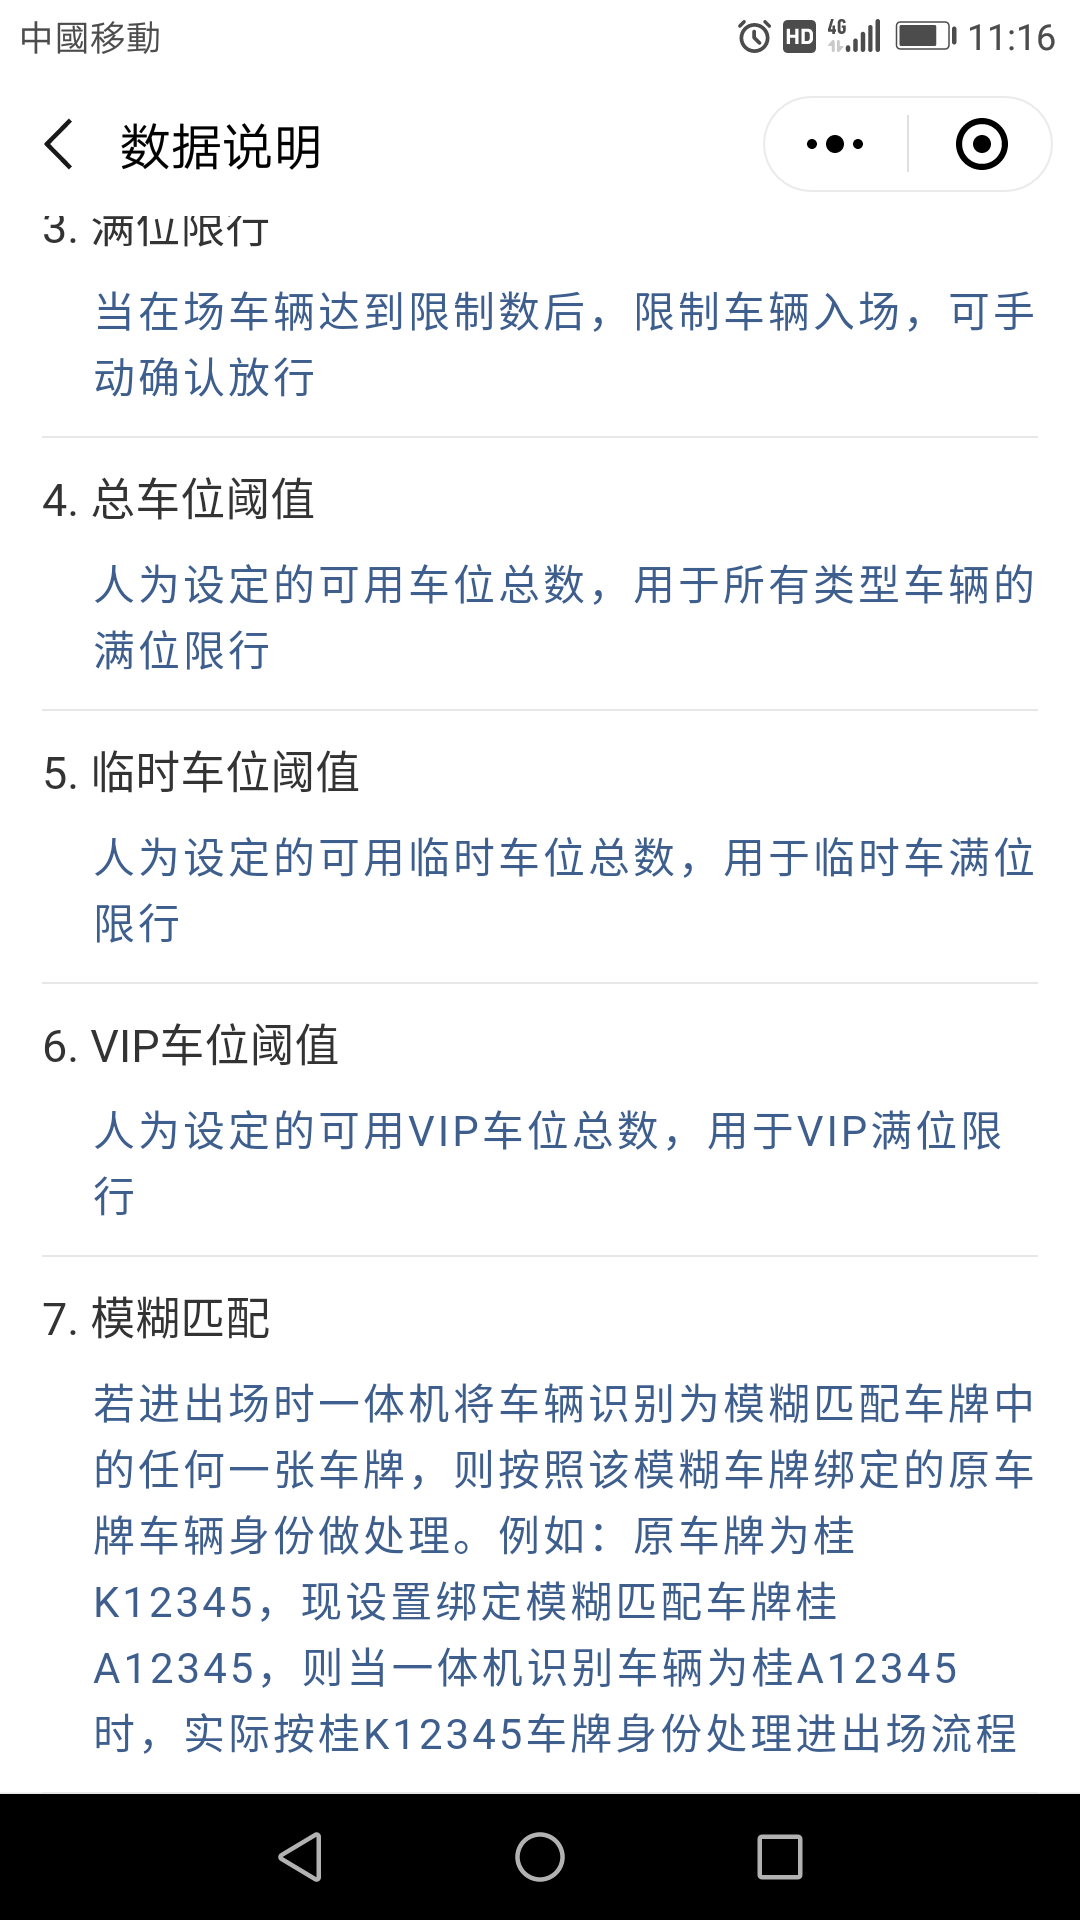 中國移動 HD 4G 11:16
数据说明
3. 满位限行
当在场车辆达到限制数后，限制车辆入场，可手
动确认放行
4. 总车位阈值
人为设定的可用车位总数，用于所有类型车辆的
满位限行
5. 临时车位阈值
人为设定的可用临时车位总数，用于临时车满位
限行
6. VIP车位阈值
人为设定的可用VIP车位总数，用于VIP满位限
行
7. 模糊匹配
若进出场时一体机将车辆识别为模糊匹配车牌中
的任何一张车牌，则按照该模糊车牌绑定的原车
牌车辆身份做处理。例如：原车牌为桂
K12345，现设置绑定模糊匹配车牌桂
A12345，则当一体机识别车辆为桂A12345
时，实际按桂K12345车牌身份处理进出场流程